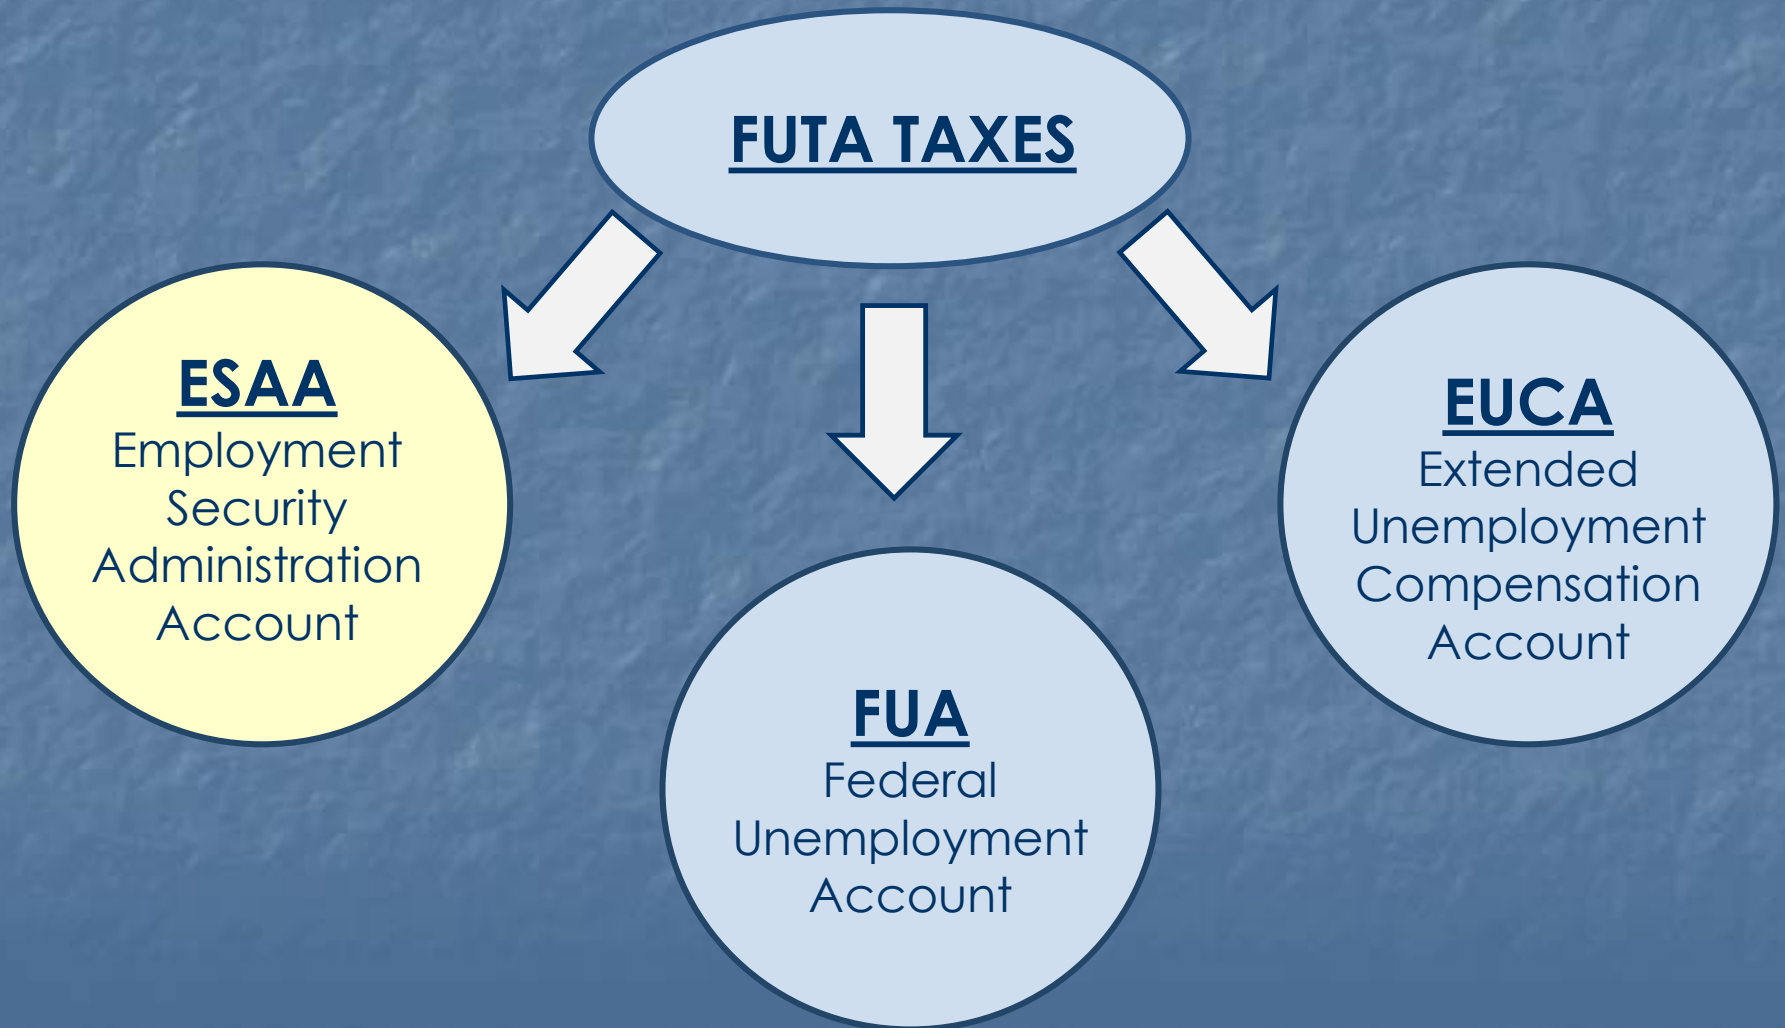 FUTA TAXES
ESAA
Employment
Security
Administration
Account
FUA
Federal
Unemployment
Account
EUCA
Extended
Unemployment
Compensation
Account